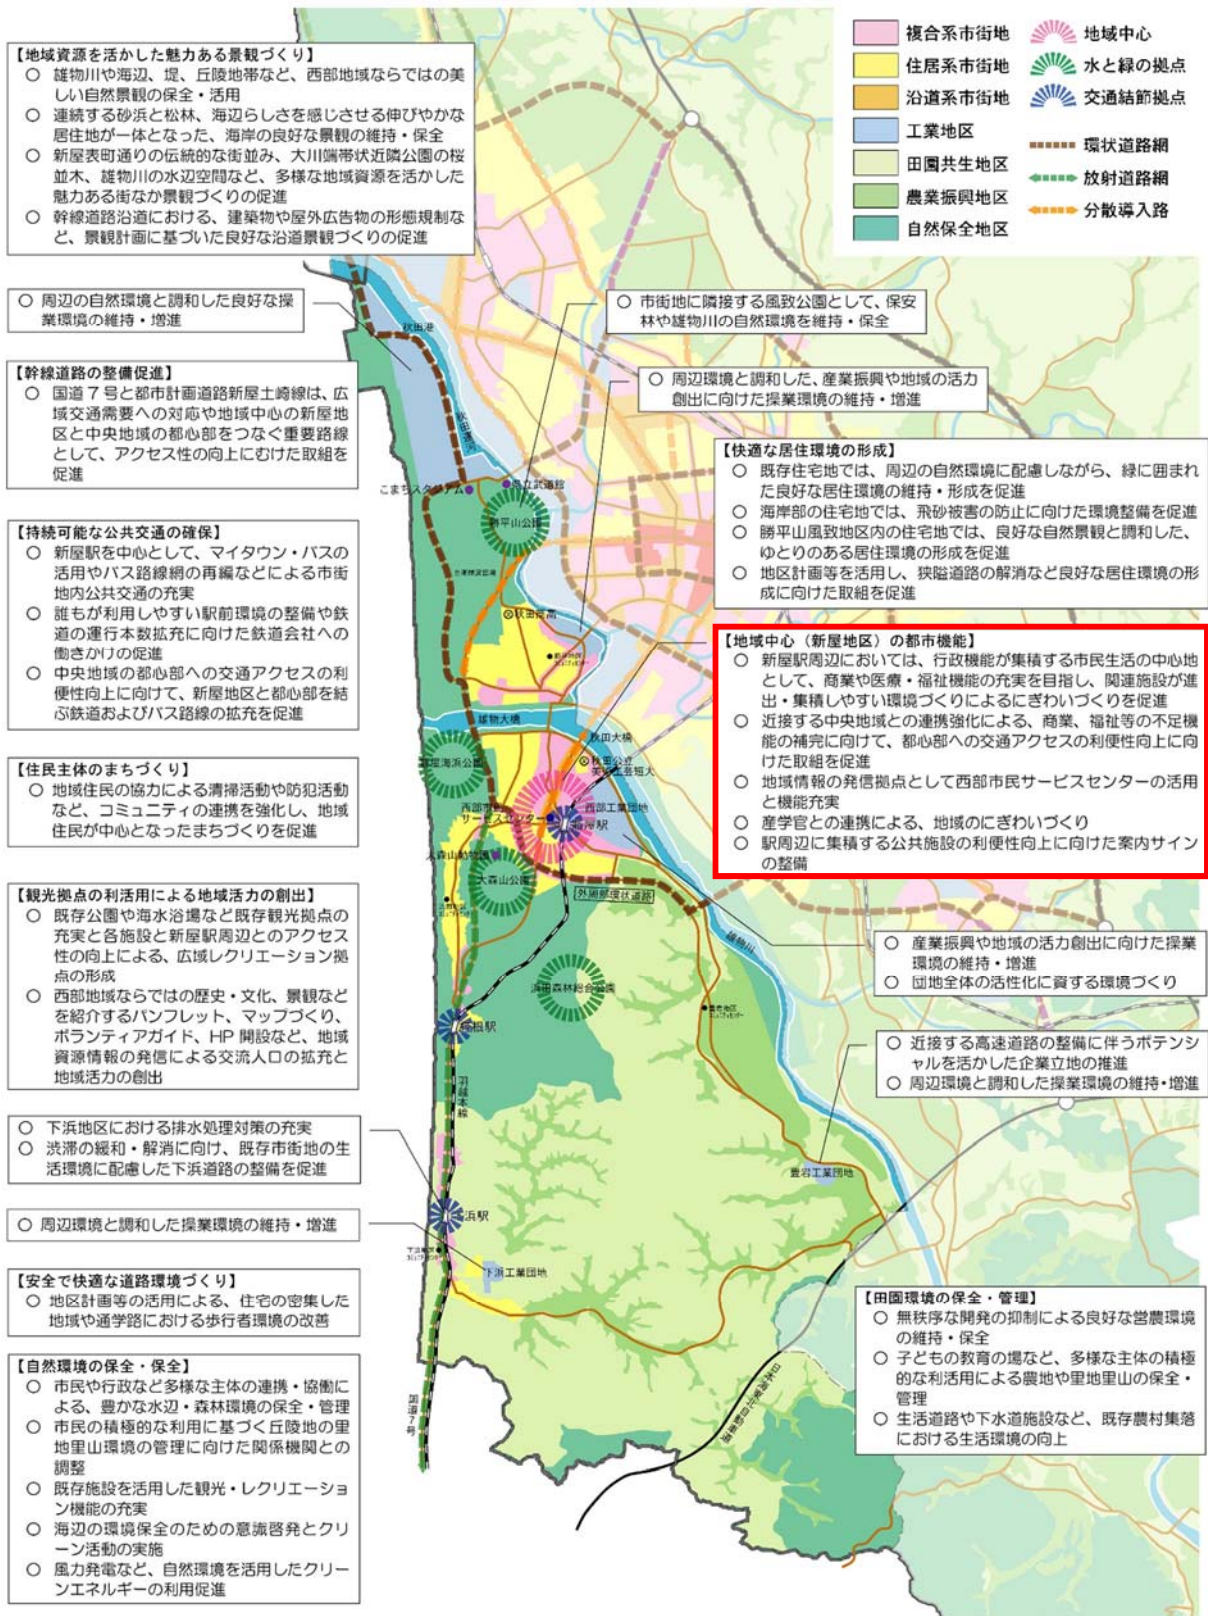 【地域資源を活かした魅力ある景観づくり】
○ 雄物川や海辺、堤、丘陵地帯など、西部地域ならではの美
しい自然景観の保全・活用
○ 連続する砂浜と松林、海辺らしさを感じさせる伸びやかな
居住地が一体となった、海岸の良好な景観の維持・保全
○ 新屋表町通りの伝統的な街並み、大川端帯状近隣公園の桜
並木、雄物川の水辺空間など、多様な地域資源を活かした
魅力ある街なか景観づくりの促進
○ 幹線道路沿道における、建築物や屋外広告物の形態規制な
ど、景観計画に基づいた良好な沿道景観づくりの促進
複合系市街地
住居系市街地
沿道系市街地
工業地区
田園共生地区
農業振興地区
自然保全地区
地域中心
水と緑の拠点
交通結節拠点
環状道路網
放射道路網
分散導入路
○ 周辺の自然環境と調和した良好な操
業環境の維持・増進
○ 市街地に隣接する風致公園として、保安
林や雄物川の自然環境を維持・保全
【幹線道路の整備促進】
○ 国道7号と都市計画道路新屋土崎線は、広
域交通需要への対応や地域中心の新屋地
区と中央地域の都心部をつなぐ重要路線
として、アクセス性の向上にむけた取組を
促進
○ 周辺環境と調和した、産業振興や地域の活力
創出に向けた操業環境の維持・増進
【快適な居住環境の形成】
○ 既存住宅地では、周辺の自然環境に配慮しながら、緑に囲まれ
た良好な居住環境の維持・形成を促進
○ 海岸部の住宅地では、飛砂被害の防止に向けた環境整備を促進
○ 勝平山風致地区内の住宅地では、良好な自然景観と調和した、
ゆとりのある居住環境の形成を促進
○ 地区計画等を活用し、狭隘道路の解消など良好な居住環境の形
成に向けた取組を促進
【持続可能な公共交通の確保】
○ 新屋駅を中心として、マイタウン・バスの
活用やバス路線網の再編などによる市街
地内公共交通の充実
○ 誰もが利用しやすい駅前環境の整備や鉄
道の運行本数拡充に向けた鉄道会社への
働きかけの促進
○ 中央地域の都心部への交通アクセスの利
便性向上に向けて、新屋地区と都心部を結
ぶ鉄道およびバス路線の拡充を促進
【地域中心（新屋地区）の都市機能】
○ 新屋駅周辺においては、行政機能が集積する市民生活の中心地
として、商業や医療・福祉機能の充実を目指し、関連施設が進
出・集積しやすい環境づくりによるにぎわいづくりを促進
○ 近接する中央地域との連携強化による、商業、福祉等の不足機
能の補完に向けて、都心部への交通アクセスの利便性向上に向
けた取組を促進
○ 地域情報の発信拠点として西部市民サービスセンターの活用
と機能充実
○ 産学官との連携による、地域のにぎわいづくり
○ 駅周辺に集積する公共施設の利便性向上に向けた案内サイン
の整備
【住民主体のまちづくり】
○ 地域住民の協力による清掃活動や防犯活動
など、コミュニティの連携を強化し、地域
住民が中心となったまちづくりを促進
【観光拠点の利活用による地域活力の創出】
○ 既存公園や海水浴場など既存観光拠点の
充実と各施設と新屋駅周辺とのアクセス
性の向上による、広域レクリエーション拠
点の形成
○ 西部地域ならではの歴史・文化、景観など
を紹介するパンフレット、マップづくり、
ボランティアガイド、HP 開設など、地域
資源情報の発信による交流人口の拡充と
地域活力の創出
○ 産業振興や地域の活力創出に向けた操業
環境の維持・増進
○ 団地全体の活性化に資する環境づくり
○ 近接する高速道路の整備に伴うポテンシ
ャルを活かした企業立地の推進
○ 周辺環境と調和した操業環境の維持・増進
○ 下浜地区における排水処理対策の充実
○ 渋滞の緩和・解消に向け、既存市街地の生
活環境に配慮した下浜道路の整備を促進
○ 周辺環境と調和した操業環境の維持・増進
【安全で快適な道路環境づくり】
○ 地区計画等の活用による、住宅の密集した
地域や通学路における歩行者環境の改善
【田園環境の保全・管理】
○ 無秩序な開発の抑制による良好な営農環境
の維持・保全
○ 子どもの教育の場など、多様な主体の積極
的な利活用による農地や里地里山の保全・
管理
○ 生活道路や下水道施設など、既存農村集落
における生活環境の向上
【自然環境の保全・保全】
○ 市民や行政など多様な主体の連携・協働に
よる、豊かな水辺・森林環境の保全・管理
○ 市民の積極的な利用に基づく丘陵地の里
地里山環境の管理に向けた関係機関との
調整
○ 既存施設を活用した観光・レクリエーショ
ン機能の充実
○ 海辺の環境保全のための意識啓発とクリ
ーン活動の実施
○ 風力発電など、自然環境を活用したクリー
ンエネルギーの利用促進
秋田港
秋田運河
こまちスタジアム
県立武道館
勝平山公園
秋田南高
雄物大橋
秋田大橋
秋田公立
美術工芸短大
西部工業団地
西部市民
サービスセンター
新屋駅
大森山動物園
大森山公園
外周部環状道路
雄物川
浜田森林総合公園
羽越本線
豊岩工業団地
下浜工業団地
国道7号
日本海東北自動車道